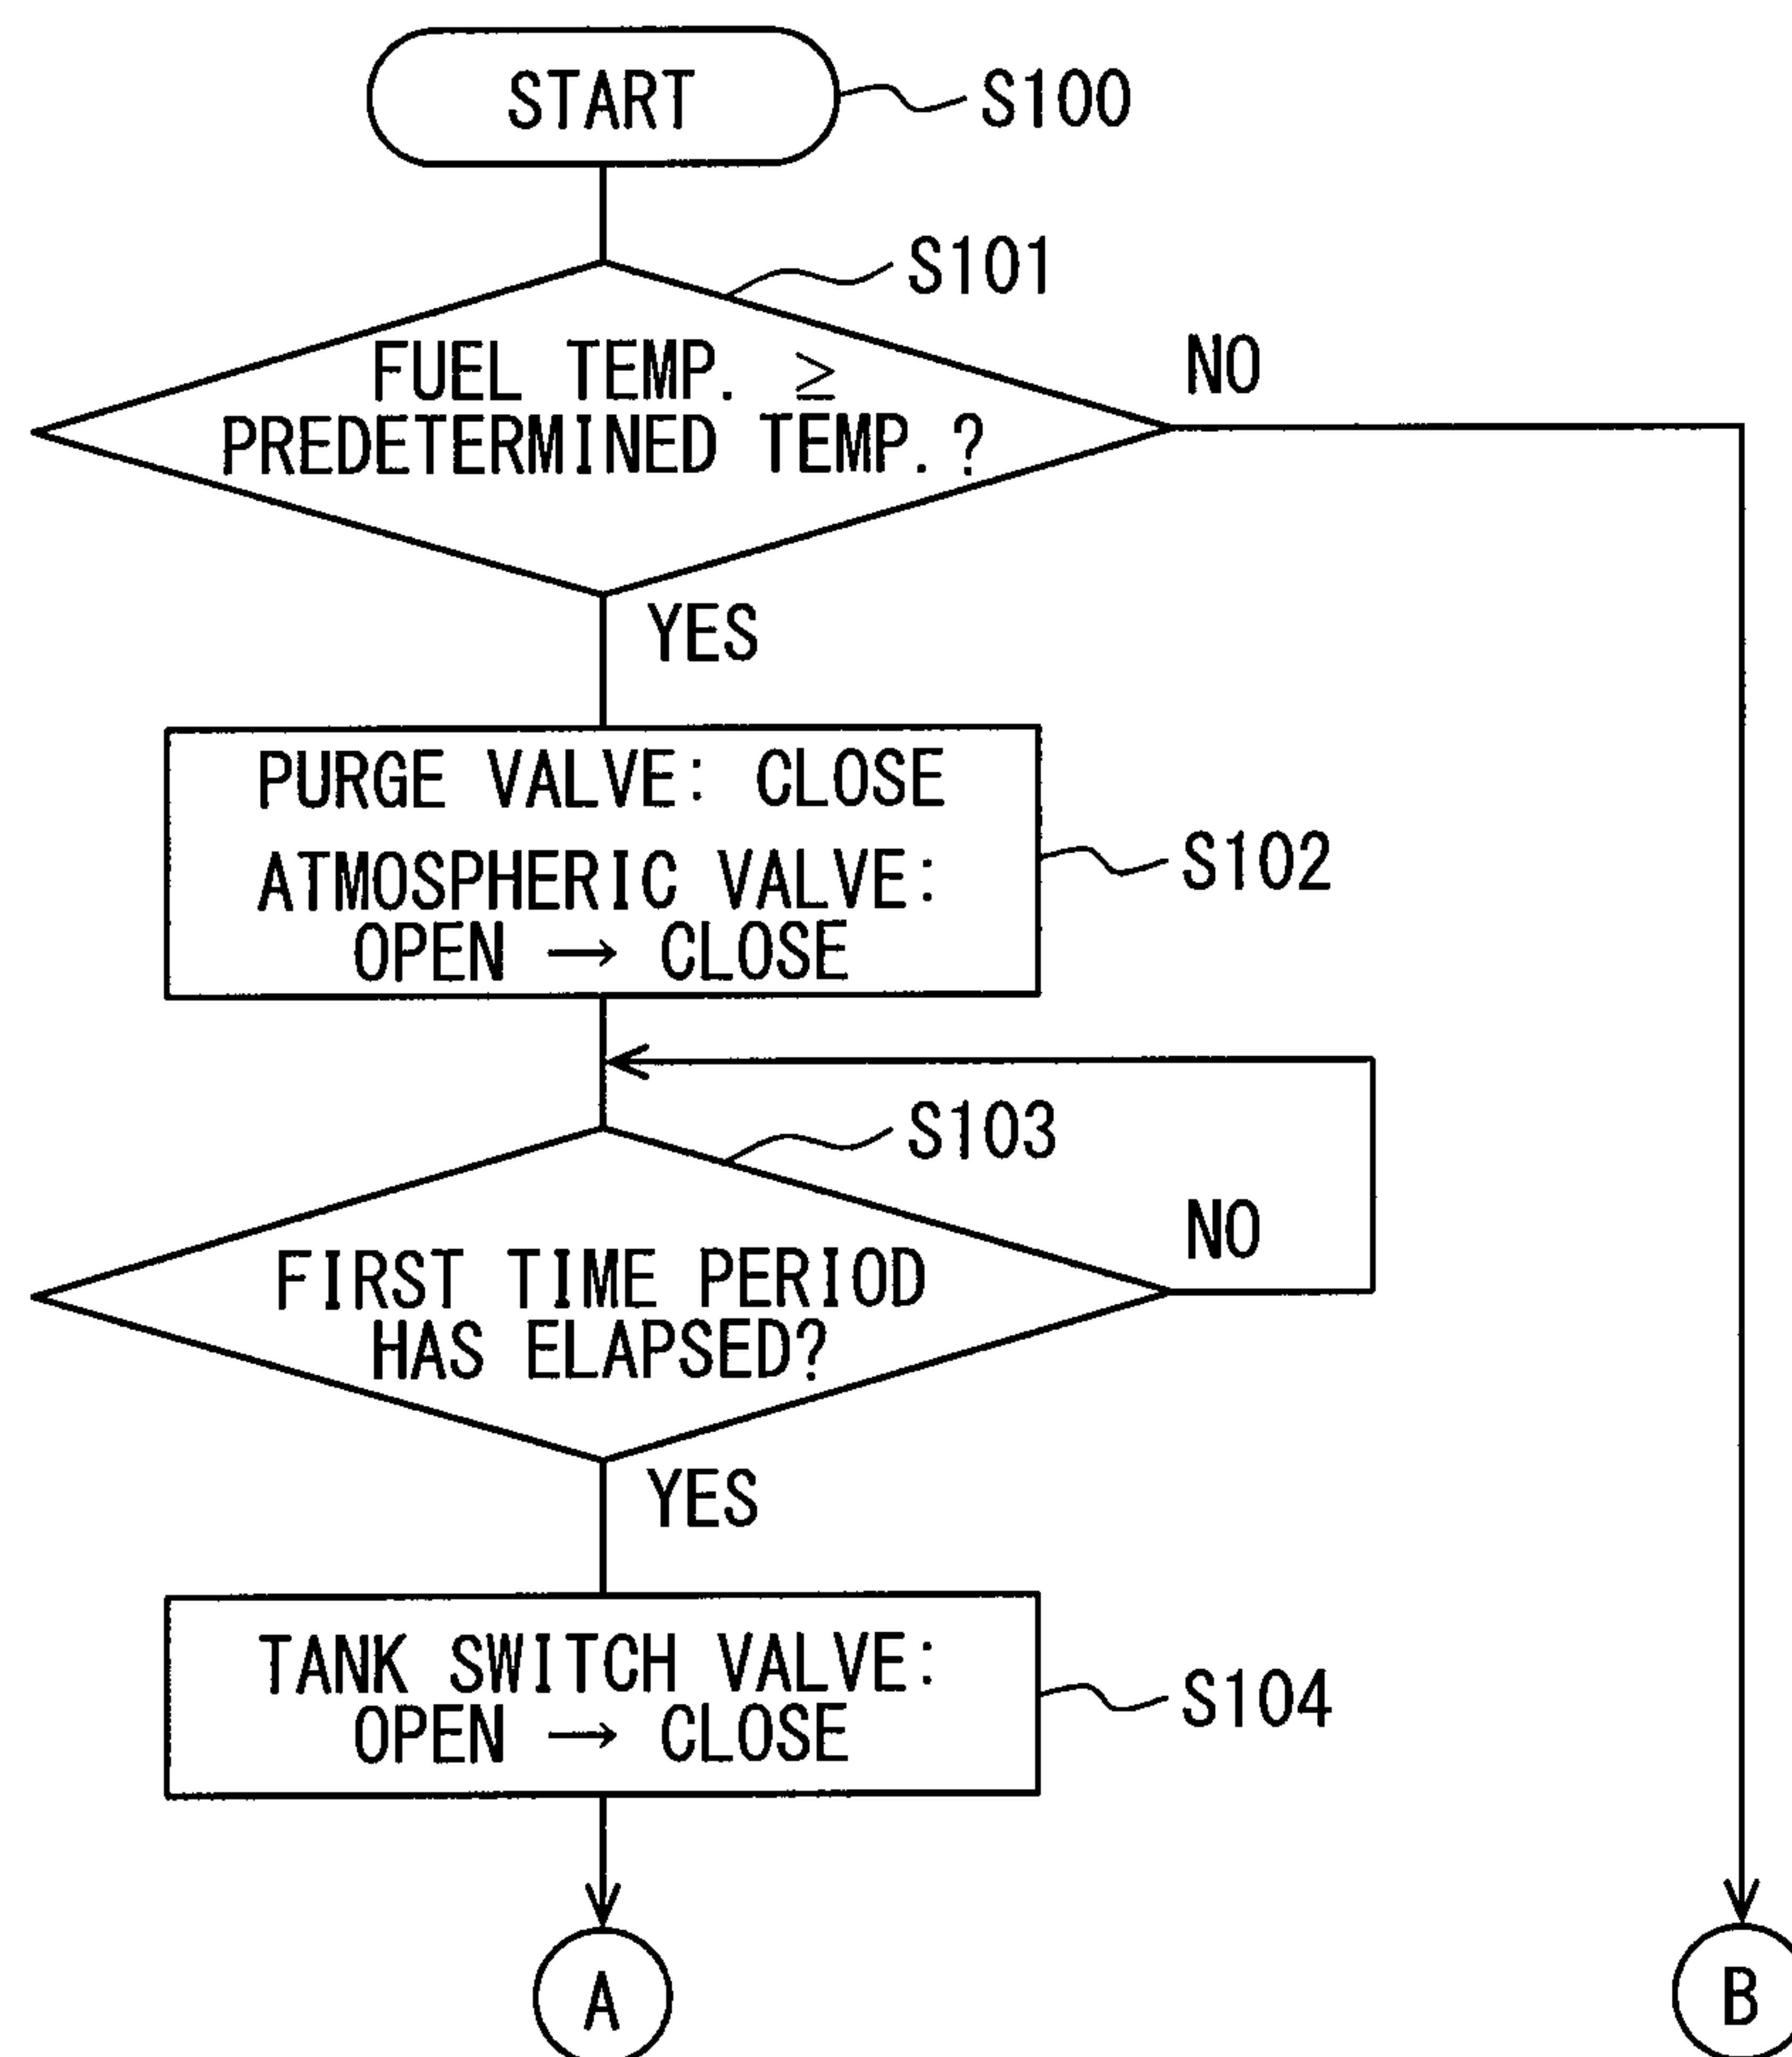 START
S100
S101
FUEL TEMP. ≥
PREDETERMINED TEMP.?
NO
YES
PURGE VALVE: CLOSE
ATMOSPHERIC VALVE:
OPEN → CLOSE
S102
S103
NO
FIRST TIME PERIOD
HAS ELAPSED?
YES
TANK SWITCH VALVE:
OPEN → CLOSE
S104
A
B